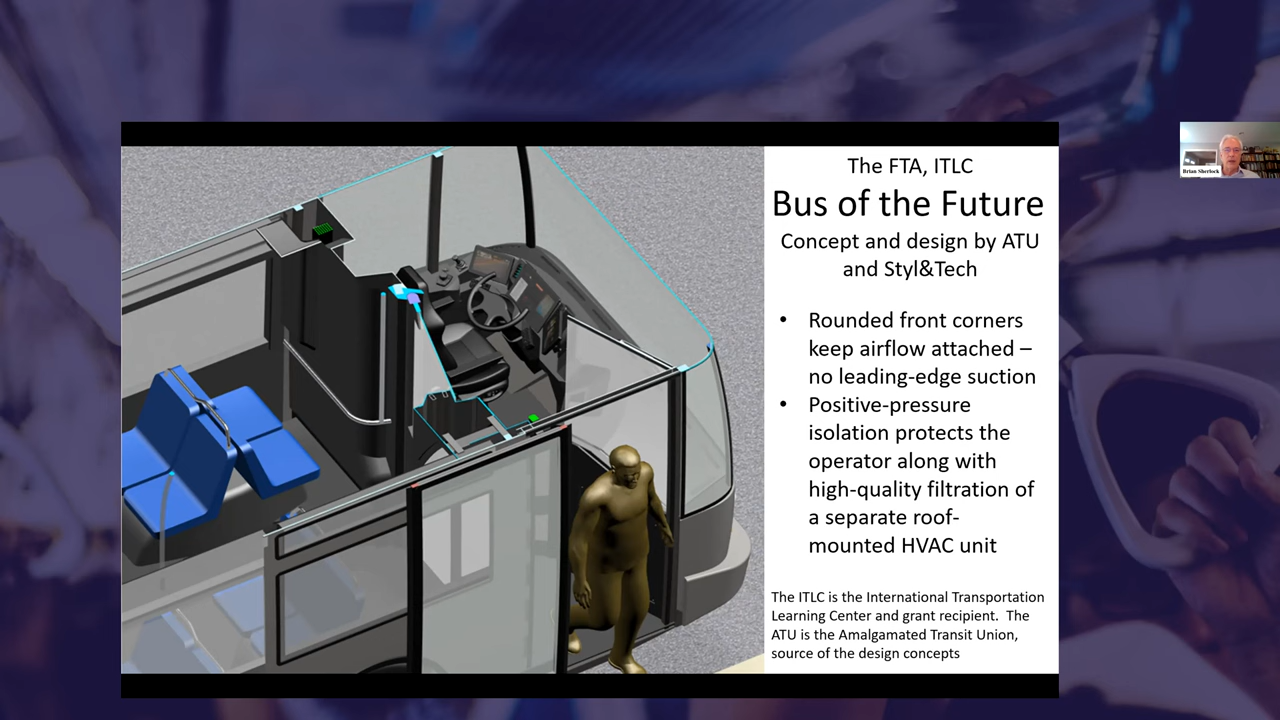 The FTA, ITLC
Bus of the Future
Concept and design by ATU
and Styl&Tech
• Rounded front corners
keep airflow attached –
no leading-edge suction
• Positive-pressure
isolation protects the
operator along with
high-quality filtration of
a separate roof-
mounted HVAC unit
The ITLC is the International Transportation
Learning Center and grant recipient. The
ATU is the Amalgamated Transit Union,
source of the design concepts
Brian Sherlock